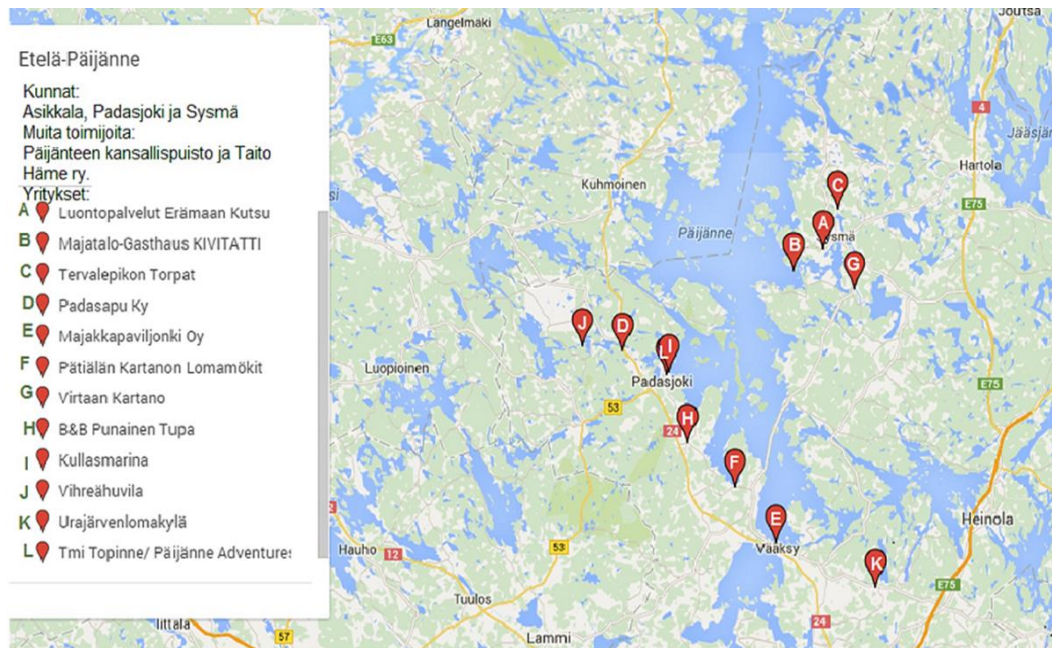 Etelä-Päijänne
Kunnat:
Asikkala, Padasjoki ja Sysmä
Muita toimijoita:
Päijänteen kansallispuisto ja Taito
Häme ry.
Yritykset:
A Luontopalvelut Erämaan Kutsu
B Majatalo-Gasthaus KIVITATTI
C Tervalepikon Torpat
D Padasapu Ky
E Majakkapaviljonki Oy
F Pätiälän Kartanon Lomamökit
G Virtaan Kartano
H B&B Punainen Tupa
I Kullasmarina
J Vihreähuvila
K Urajärvenlomakylä
L Tmi Topinne/ Päijänne Adventures
Längelmäki
Joutsa
E63
4
Jääsjä
Hartola
Kuhmoinen
C
E75
si
Päijänne
A
Sysmä
B
G
J
D
L I
Luopioinen
Padasjoki
E75
53
H
24
F
E
Heinola
Vääksy
Hauho
12
53
K
E75
Tuulos
Iittala
24
57
Lammi